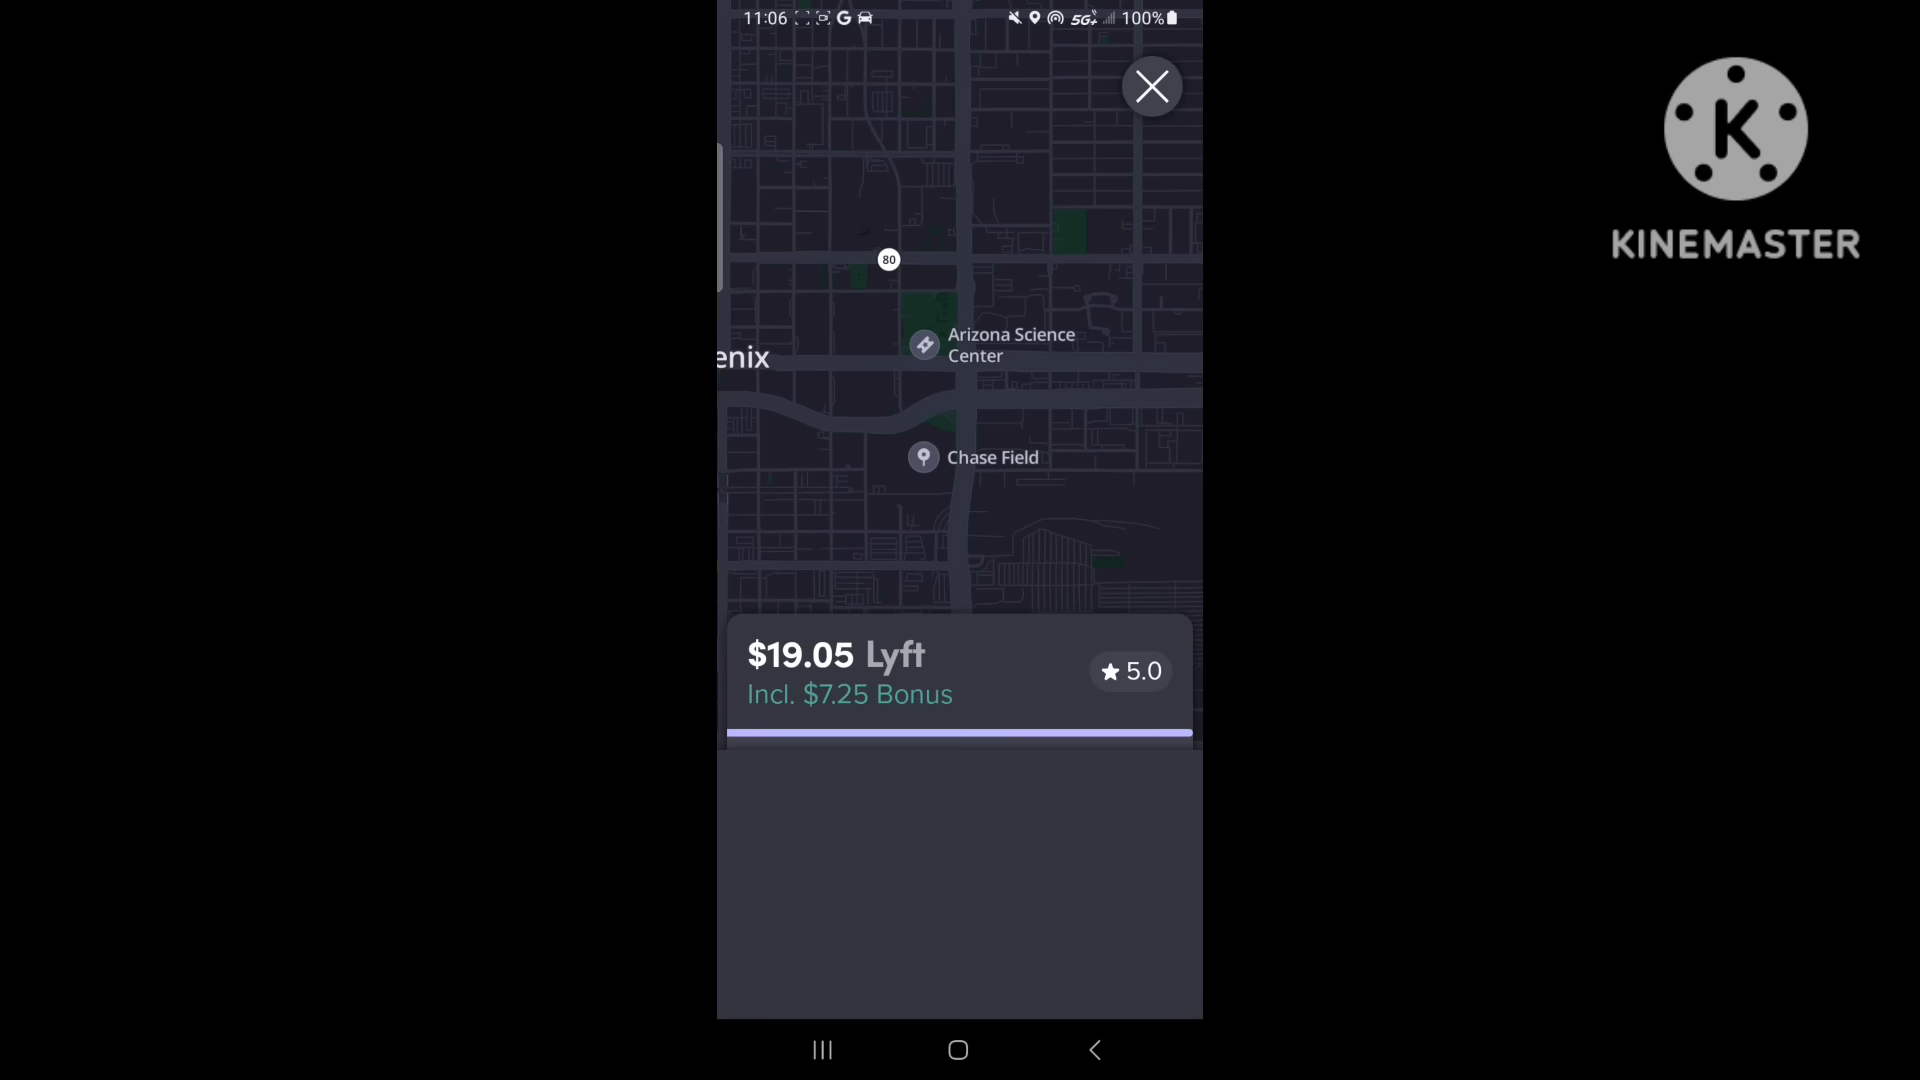 11:06
5G+
100%
KINEMASTER
80
Arizona Science
Center
enix
Chase Field
$19.05 Lyft
5.0
Incl. $7.25 Bonus